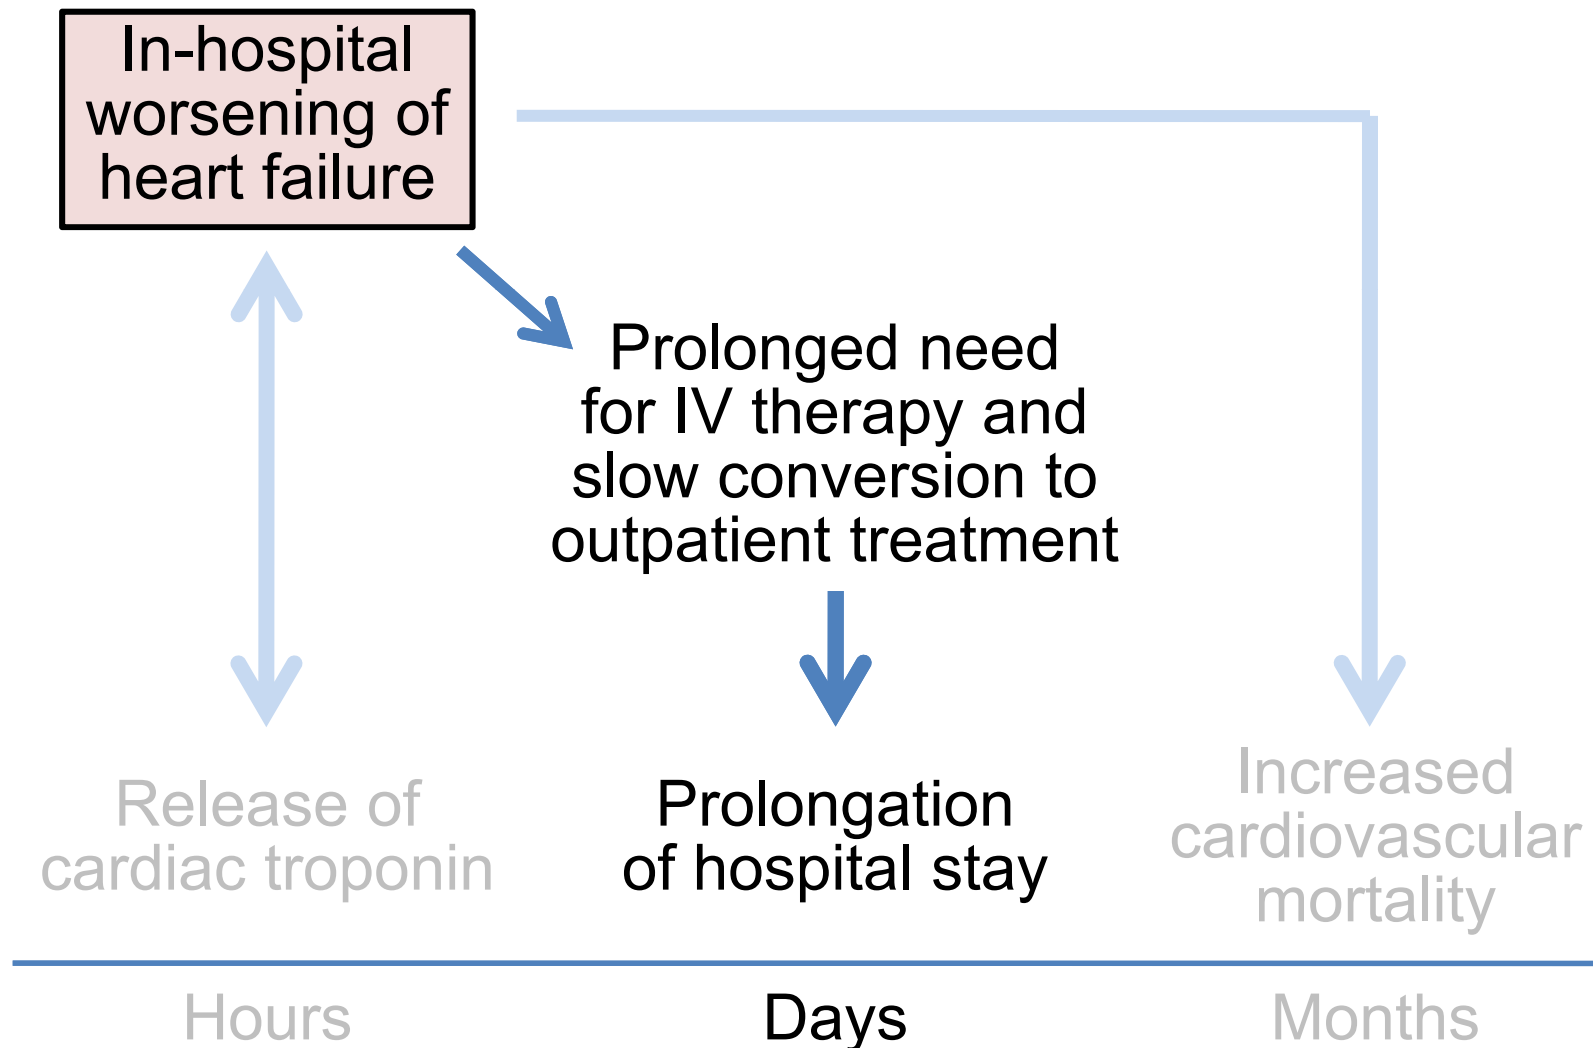 In-hospital
worsening of
heart failure
Prolonged need
for IV therapy and
slow conversion to
outpatient treatment
Release of
cardiac troponin
Prolongation
of hospital stay
Increased
cardiovascular
mortality
Hours
Days
Months